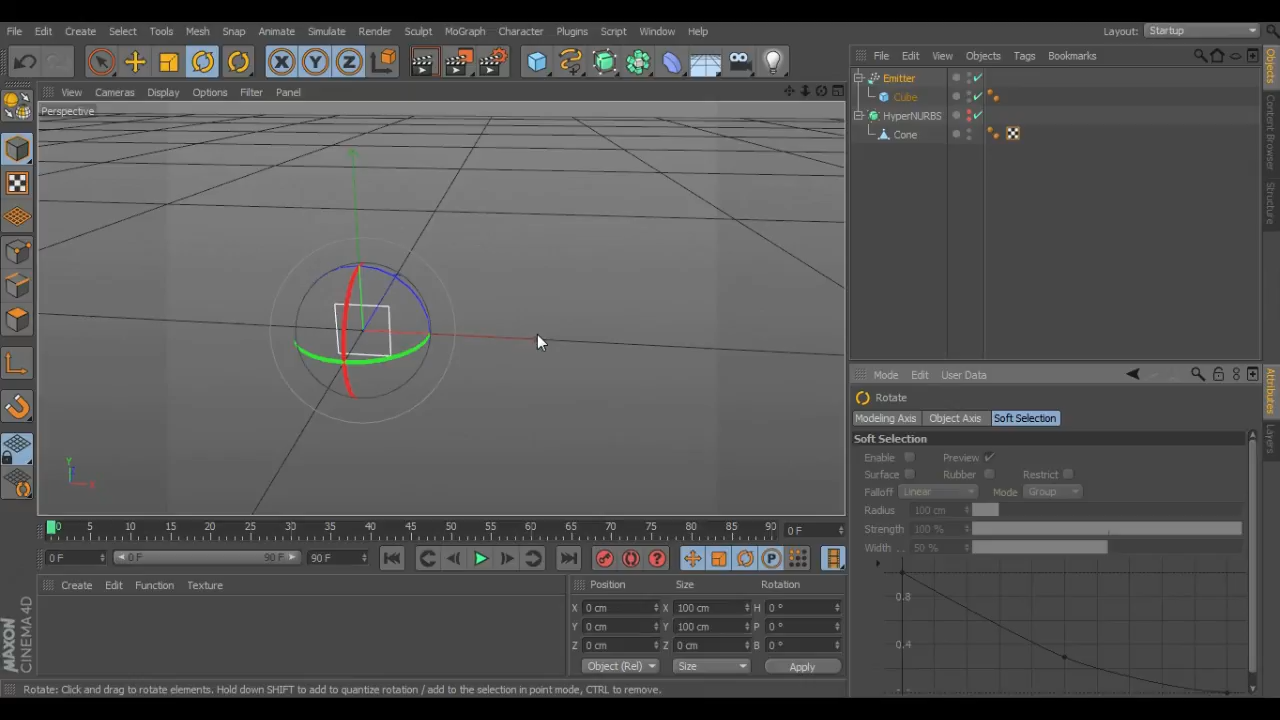 File Edit Create Select Tools Mesh Snap Animate Simulate Render Sculpt MoGraph Character Plugins Script Window Help Layout: Startup
X Y Z
File Edit View Objects Tags Bookmarks
View Cameras Display Options Filter Panel
Perspective
Emitter
Cube
HyperNURBS
Cone
Objects
Content Browser
Structure
Y
X
Mode Edit User Data
Rotate
Modeling Axis Object Axis Soft Selection
Soft Selection
Enable Preview
Surface Rubber Restrict
Falloff Linear Mode Group
Radius 100 cm
Strength 100 %
Width . . 50 %
0.8
0.4
Attributes
Layers
0 5 10 15 20 25 30 35 40 45 50 55 60 65 70 75 80 85 90 0 F
0 F 0 F 90 F 90 F
P
Create Edit Function Texture
Position Size Rotation
X 0 cm X 100 cm H 0 °
Y 0 cm Y 100 cm P 0 °
Z 0 cm Z 0 cm B 0 °
Object (Rel) Size Apply
MAXON
CINEMA 4D
Rotate: Click and drag to rotate elements. Hold down SHIFT to add to quantize rotation / add to the selection in point mode, CTRL to remove.